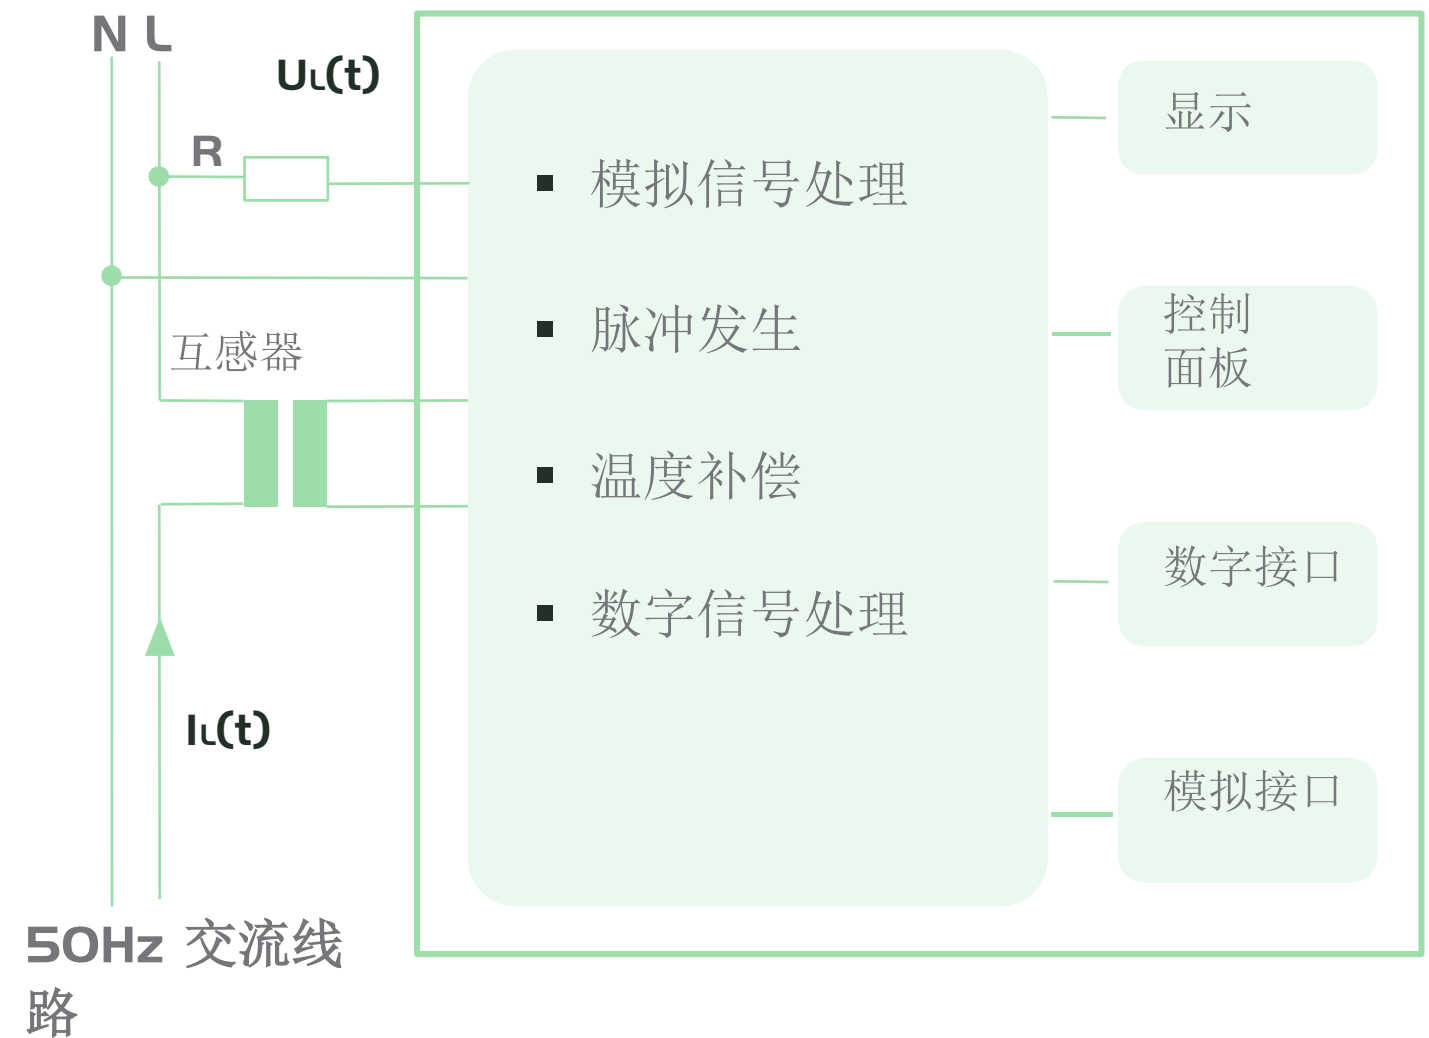 N L
UL(t)
R
互感器
IL(t)
50Hz 交流线
路
▪ 模拟信号处理
▪ 脉冲发生
▪ 温度补偿
▪ 数字信号处理
显示
控制
面板
数字接口
模拟接口